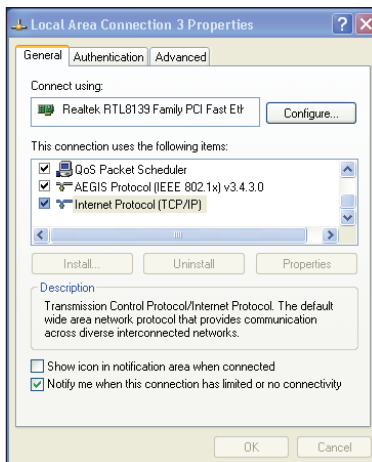 Local Area Connection 3 Properties
General Authentication Advanced
Connect using:
Realtek RTL8139 Family PCI Fast Eth
Configure...
This connection uses the following items:
QoS Packet Scheduler
AEGIS Protocol (IEEE 802.1x) v3.4.3.0
Internet Protocol (TCP/IP)
Install... Uninstall Properties
Description
Transmission Control Protocol/Internet Protocol. The default
wide area network protocol that provides communication
across diverse interconnected networks.
Show icon in notification area when connected
Notify me when this connection has limited or no connectivity
OK Cancel